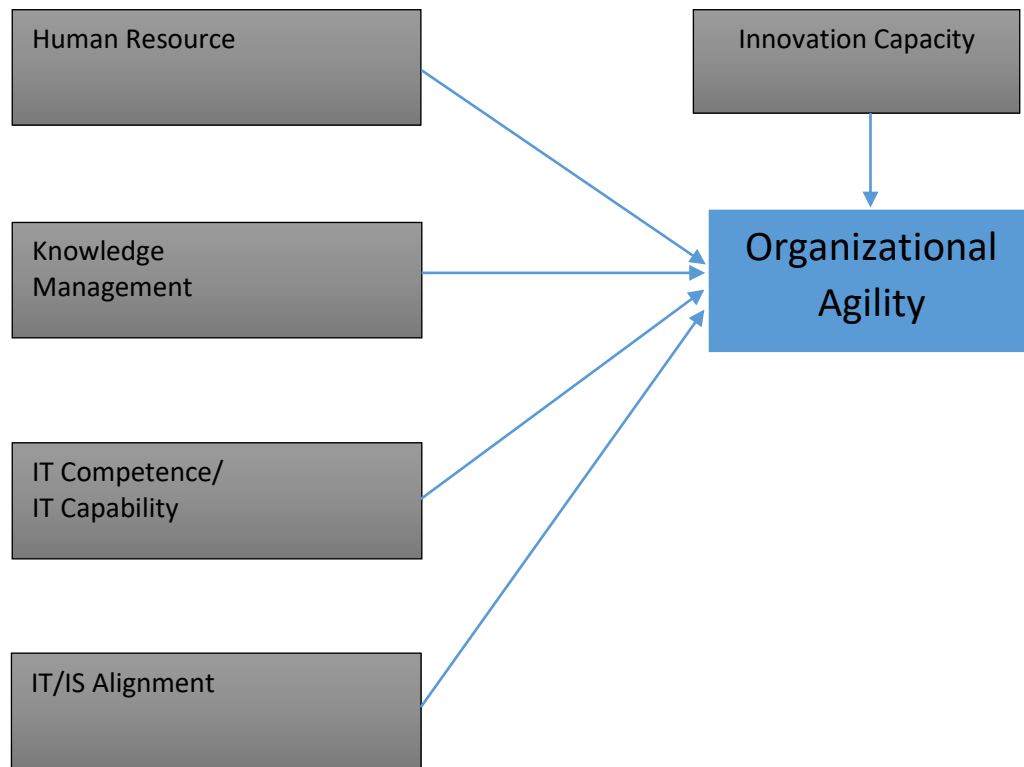 Human Resource
Innovation Capacity
Knowledge
Management
Organizational
Agility
IT Competence/
IT Capability
IT/IS Alignment